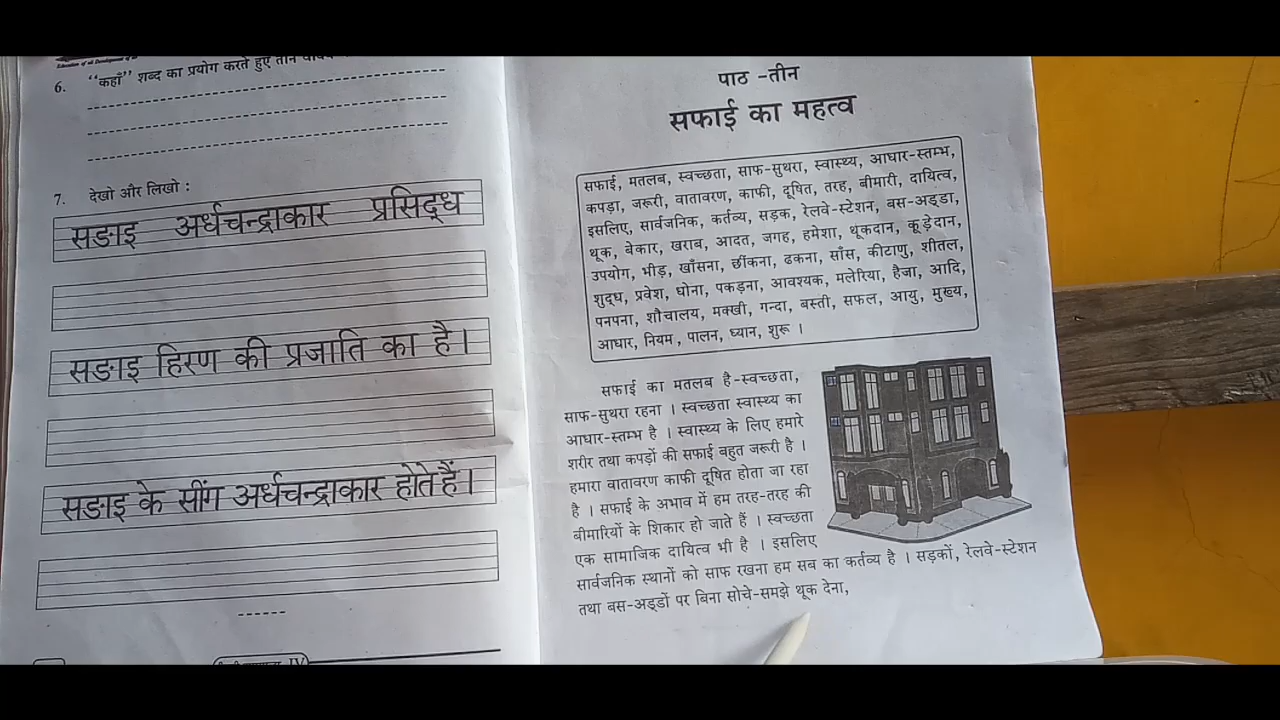 6. “कहाँ” शब्द का प्रयोग करते हुए तीन
7. देखो और लिखो :
सङाइ अर्धचन्द्राकार प्रसिद्ध
सङाइ हिरण की प्रजाति का है।
सङाइ के सींग अर्धचन्द्राकार होते हैं।
IV
पाठ -तीन
सफाई का महत्व
सफाई, मतलब, स्वच्छता, साफ-सुथरा, स्वास्थ्य, आधार-स्तम्भ,
कपड़ा, जरूरी, वातावरण, काफी, दूषित, तरह, बीमारी, दायित्व,
इसलिए, सार्वजनिक, कर्तव्य, सड़क, रेलवे-स्टेशन, बस-अड्डा,
थूक, बेकार, खराब, आदत, जगह, हमेशा, थूकदान, कूड़ेदान,
उपयोग, भीड़, खाँसना, छींकना, ढकना, साँस, कीटाणु, शीतल,
शुद्ध, प्रवेश, धोना, पकड़ना, आवश्यक, मलेरिया, हैजा, आदि,
पनपना, शौचालय, मक्खी, गन्दा, बस्ती, सफल, आयु, मुख्य,
आधार, नियम, पालन, ध्यान, शुरू ।
सफाई का मतलब है-स्वच्छता,
साफ-सुथरा रहना । स्वच्छता स्वास्थ्य का
आधार-स्तम्भ है । स्वास्थ्य के लिए हमारे
शरीर तथा कपड़ों की सफाई बहुत जरूरी है ।
हमारा वातावरण काफी दूषित होता जा रहा
है । सफाई के अभाव में हम तरह-तरह की
बीमारियों के शिकार हो जाते हैं । स्वच्छता
एक सामाजिक दायित्व भी है । इसलिए
सार्वजनिक स्थानों को साफ रखना हम सब का कर्तव्य है । सड़कों, रेलवे-स्टेशन
तथा बस-अड्डों पर बिना सोचे-समझे थूक देना,